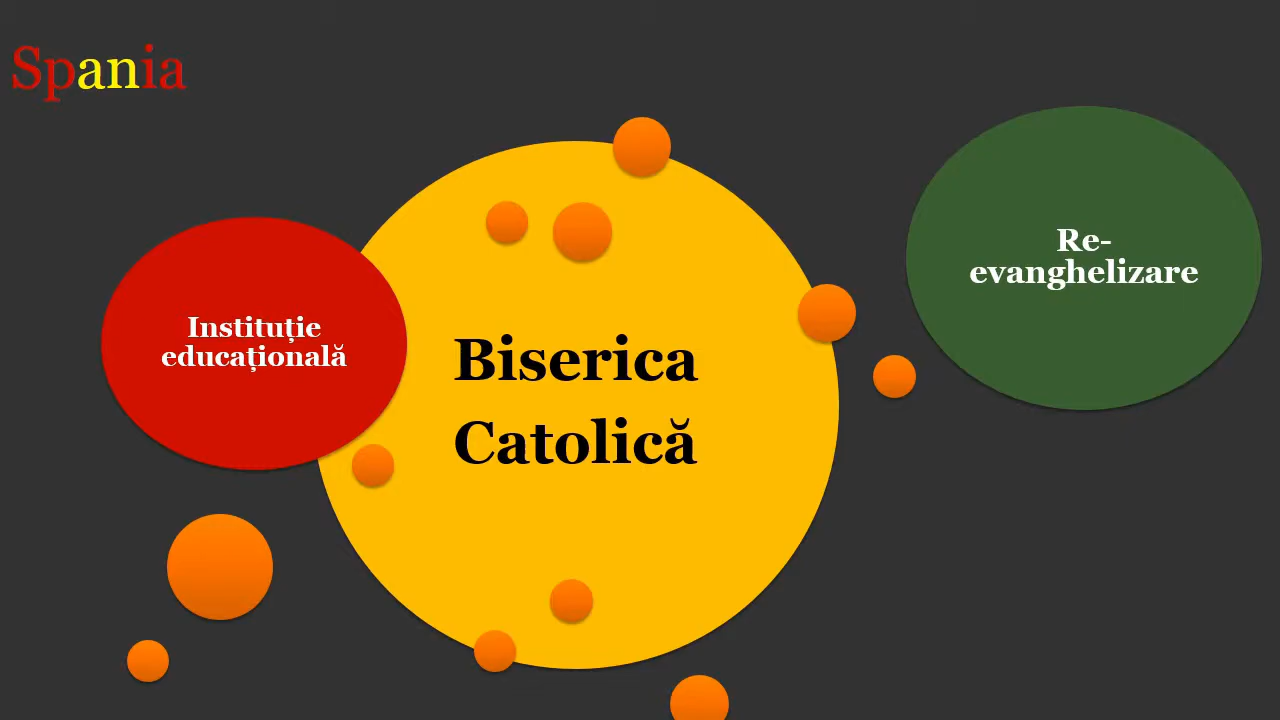 Spania
Instituție
educațională
Biserica
Catolică
Re-
evanghelizare